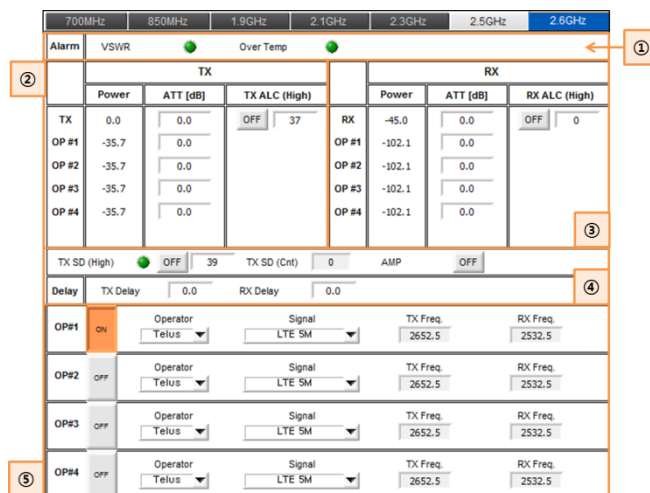 700MHz 850MHz 1.9GHz 2.1GHz 2.3GHz 2.5GHz 2.6GHz
Alarm VSWR Over Temp ①
② TX RX
Power ATT [dB] TX ALC (High) Power ATT [dB] RX ALC (High)
TX 0.0 0.0 OFF 37 RX -45.0 0.0 OFF 0
OP #1 -35.7 0.0 OP #1 -102.1 0.0
OP #2 -35.7 0.0 OP #2 -102.1 0.0
OP #3 -35.7 0.0 OP #3 -102.1 0.0
OP #4 -35.7 0.0 OP #4 -102.1 0.0
③
TX SD (High) OFF 39 TX SD (Cnt) 0 AMP OFF
Delay TX Delay 0.0 RX Delay 0.0 ④
Operator Signal TX Freq. RX Freq.
OP#1 ON Telus LTE 5M 2652.5 2532.5
Operator Signal TX Freq. RX Freq.
OP#2 OFF Telus LTE 5M 2652.5 2532.5
Operator Signal TX Freq. RX Freq.
OP#3 OFF Telus LTE 5M 2652.5 2532.5
Operator Signal TX Freq. RX Freq.
⑤ OP#4 OFF Telus LTE 5M 2652.5 2532.5